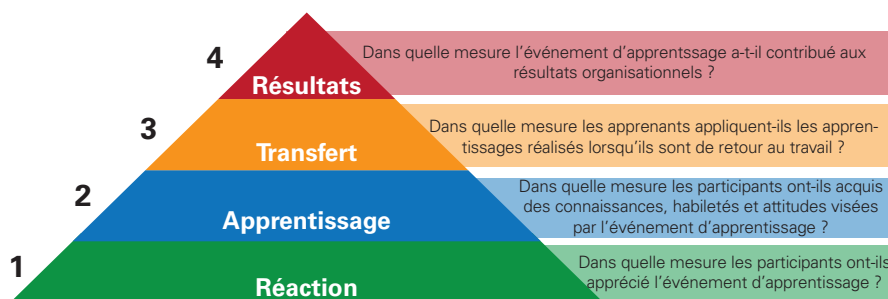 4
Résultats
Dans quelle mesure l’événement d’apprentssage a-t-il contribué aux
résultats organisationnels ?
3
Transfert
Dans quelle mesure les apprenants appliquent-ils les appren-
tissages réalisés lorsqu’ils sont de retour au travail ?
2
Apprentissage
Dans quelle mesure les participants ont-ils acquis
des connaissances, habiletés et attitudes visées
par l’événement d’apprentissage ?
1
Réaction
Dans quelle mesure les participants ont-ils
apprécié l’événement d’apprentissage ?